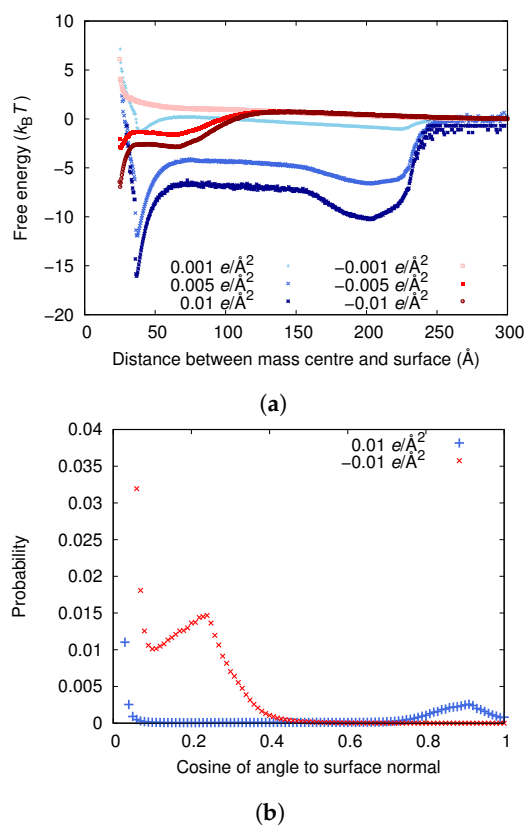 10
5
0
−5
−10
−15
−20
Free energy (kBT)
0.001 e/Å2
0.005 e/Å2
0.01 e/Å2
−0.001 e/Å2
−0.005 e/Å2
−0.01 e/Å2
0 50 100 150 200 250 300
Distance between mass centre and surface (Å)
(a)
0.04
0.035
0.03
0.025
0.02
0.015
0.01
0.005
0
Probability
0.01 e/Å2
−0.01 e/Å2
0 0.2 0.4 0.6 0.8 1
Cosine of angle to surface normal
(b)